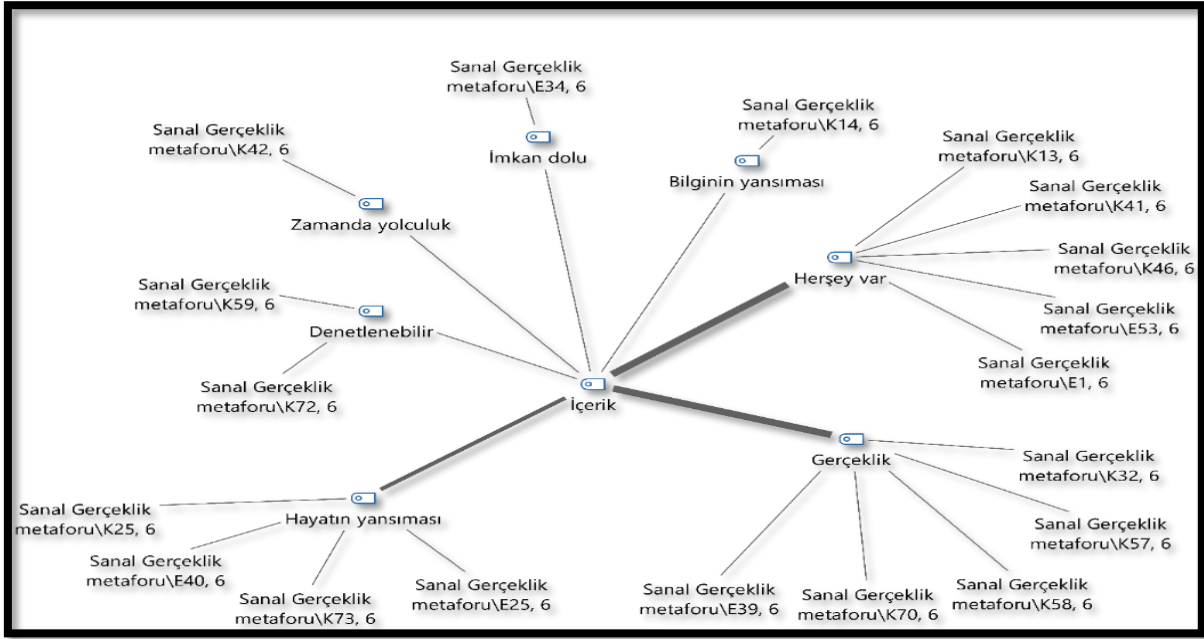 Sanal Gerçeklik
metaforu\E34, 6
İmkan dolu
Sanal Gerçeklik
metaforu\K14, 6
Bilginin yansıması
Sanal Gerçeklik
metaforu\K42, 6
Zamanda yolculuk
Sanal Gerçeklik
metaforu\K13, 6
Sanal Gerçeklik
metaforu\K41, 6
Sanal Gerçeklik
metaforu\K46, 6
Herşey var
Sanal Gerçeklik
metaforu\E53, 6
Sanal Gerçeklik
metaforu\E1, 6
Sanal Gerçeklik
metaforu\K59, 6
Denetlenebilir
Sanal Gerçeklik
metaforu\K72, 6
İçerik
Gerçeklik
Sanal Gerçeklik
metaforu\K32, 6
Sanal Gerçeklik
metaforu\K57, 6
Sanal Gerçeklik
metaforu\K58, 6
Sanal Gerçeklik
metaforu\K70, 6
Sanal Gerçeklik
metaforu\E39, 6
Hayatın yansıması
Sanal Gerçeklik
metaforu\K25, 6
Sanal Gerçeklik
metaforu\E40, 6
Sanal Gerçeklik
metaforu\K73, 6
Sanal Gerçeklik
metaforu\E25, 6